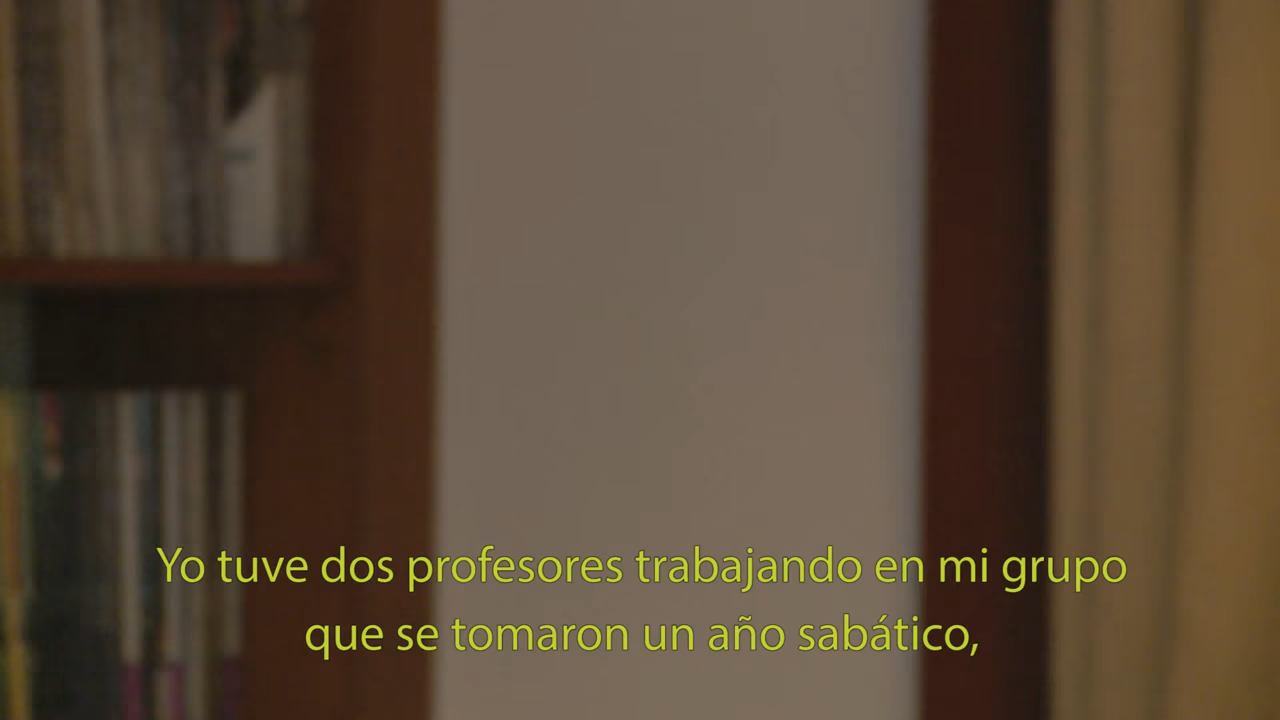 Yo tuve dos profesores trabajando en mi grupo
que se tomaron un año sabático,